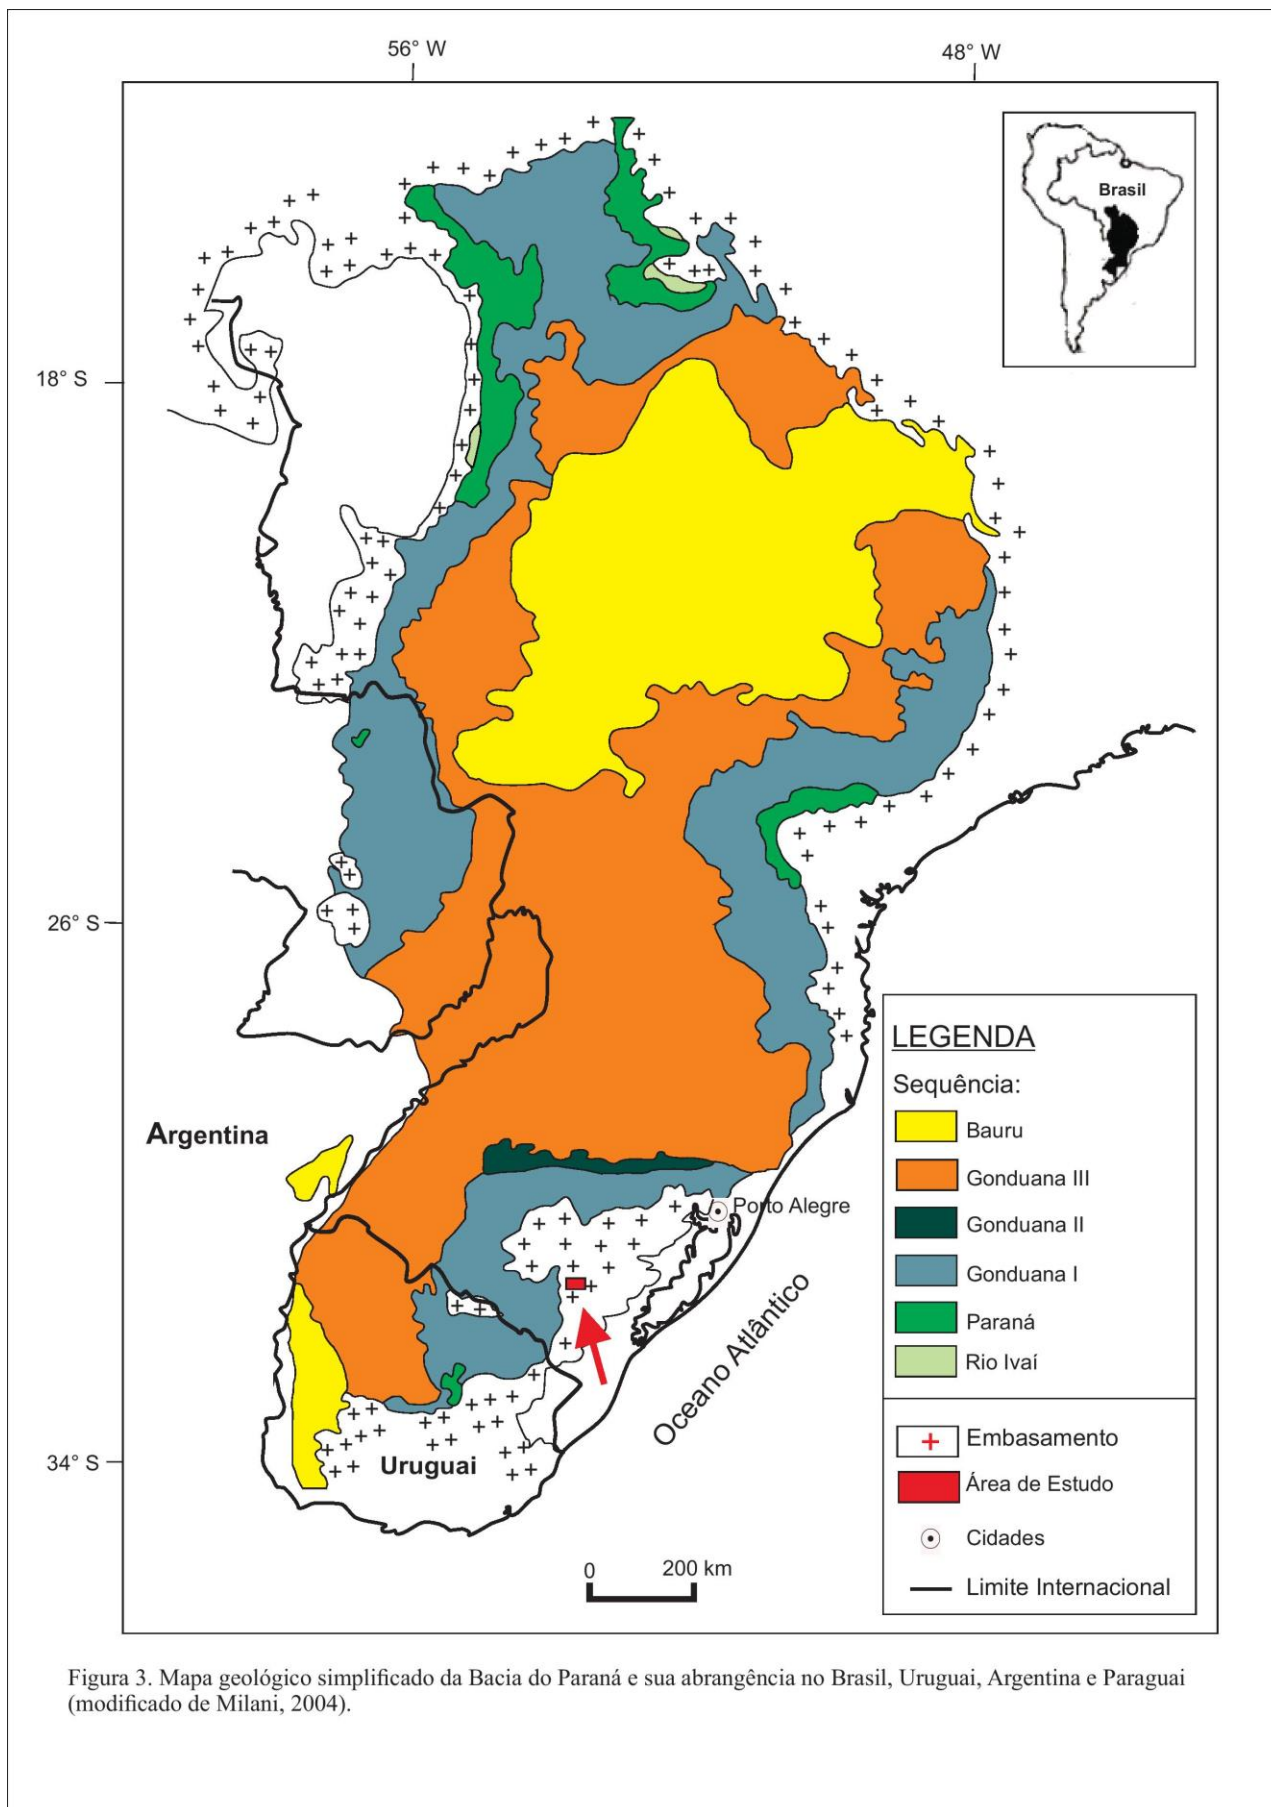 56° W
48° W
Brasil
18° S
26° S
34° S
Argentina
Porto Alegre
Oceano Atlântico
Uruguai
0
200 km
LEGENDA
Sequência:
Bauru
Gonduana III
Gonduana II
Gonduana I
Paraná
Rio Ivaí
Embasamento
Área de Estudo
Cidades
Limite Internacional
Figura 3. Mapa geológico simplificado da Bacia do Paraná e sua abrangência no Brasil, Uruguai, Argentina e Paraguai
(modificado de Milani, 2004).